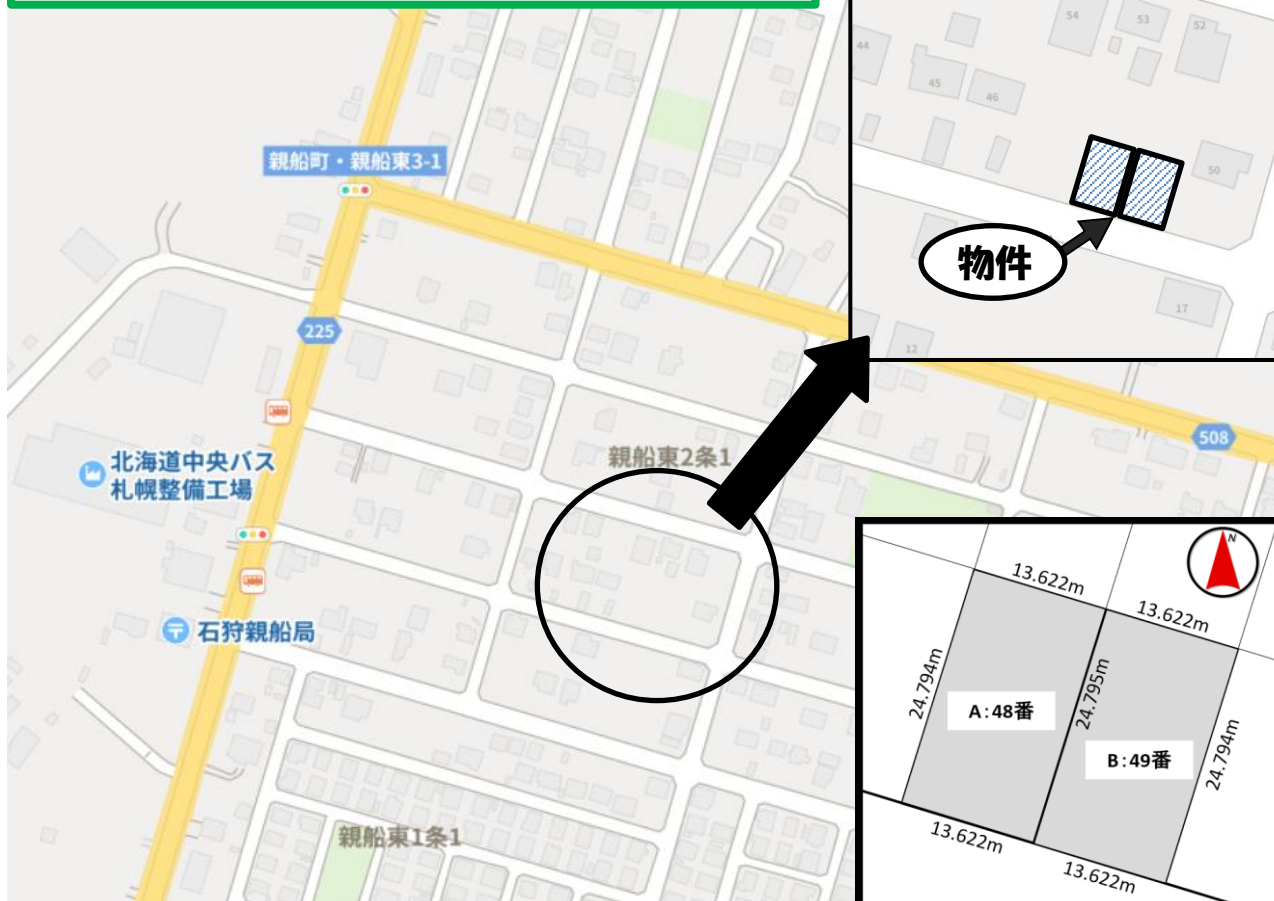 親船町・親船東3-1
225
北海道中央バス
札幌整備工場
石狩親船局
親船東2条1
親船東1条1
508
54
53
52
44
45
46
50
物件
17
12
N
13.622m
13.622m
24.794m
24.795m
24.794m
A:48番
B:49番
13.622m
13.622m